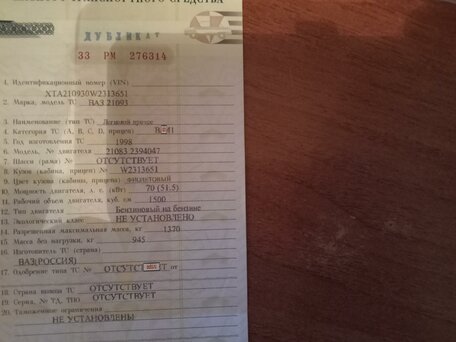 ТРАНСПОРТНОГО СРЕДСТВА
ДУБЛИКАТ
33 РМ 276314
1. Идентификационный номер (VIN)
XTA210930W2313651
2. Марка, модель ТС ВАЗ 21093
3. Наименование (тип ТС) Легковой прочее
4. Категория ТС (А, В, С, D, прицеп)
5. Год изготовления ТС 1998
6. Модель, № двигателя 21083 2394047
7. Шасси (рама) № ОТСУТСТВУЕТ
8. Кузов (кабина, прицеп) № W2313651
9. Цвет кузова (кабины, прицепа)
10. Мощность двигателя, л. с. (кВт) 70 (51.5)
11. Рабочий объем двигателя, куб. см 1500
12. Тип двигателя Бензиновый на бензине
13. Экологический класс НЕ УСТАНОВЛЕНО
14. Разрешенная максимальная масса, кг 1370
15. Масса без нагрузки, кг 945
16. Изготовитель ТС (страна)
ВАЗ(РОССИЯ)
17. Одобрение типа ТС № от
18. Страна вывоза ТС ОТСУТСТВУЕТ
19. Серия, № ТД, ТПО ОТСУТСТВУЕТ
20. Таможенные ограничения
НЕ УСТАНОВЛЕНЫ